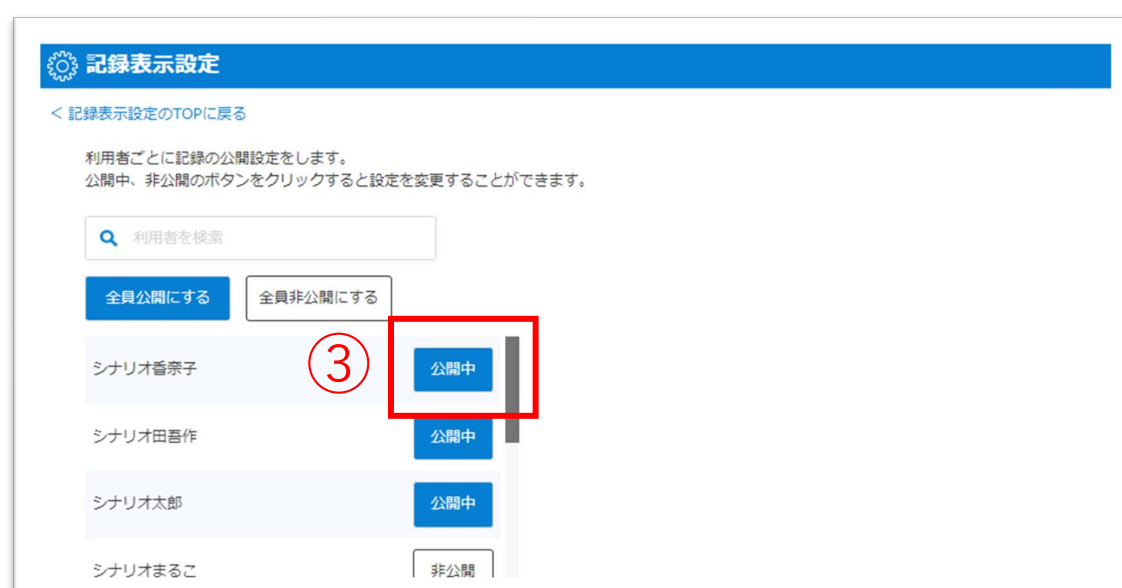 記録表示設定
< 記録表示設定のTOPに戻る
利用者ごとに記録の公開設定をします。
公開中、非公開のボタンをクリックすると設定を変更することができます。
利用者を検索
全員公開にする 全員非公開にする
シナリオ香奈子 ③ 公開中
シナリオ田吾作 公開中
シナリオ太郎 公開中
シナリオまるこ 非公開